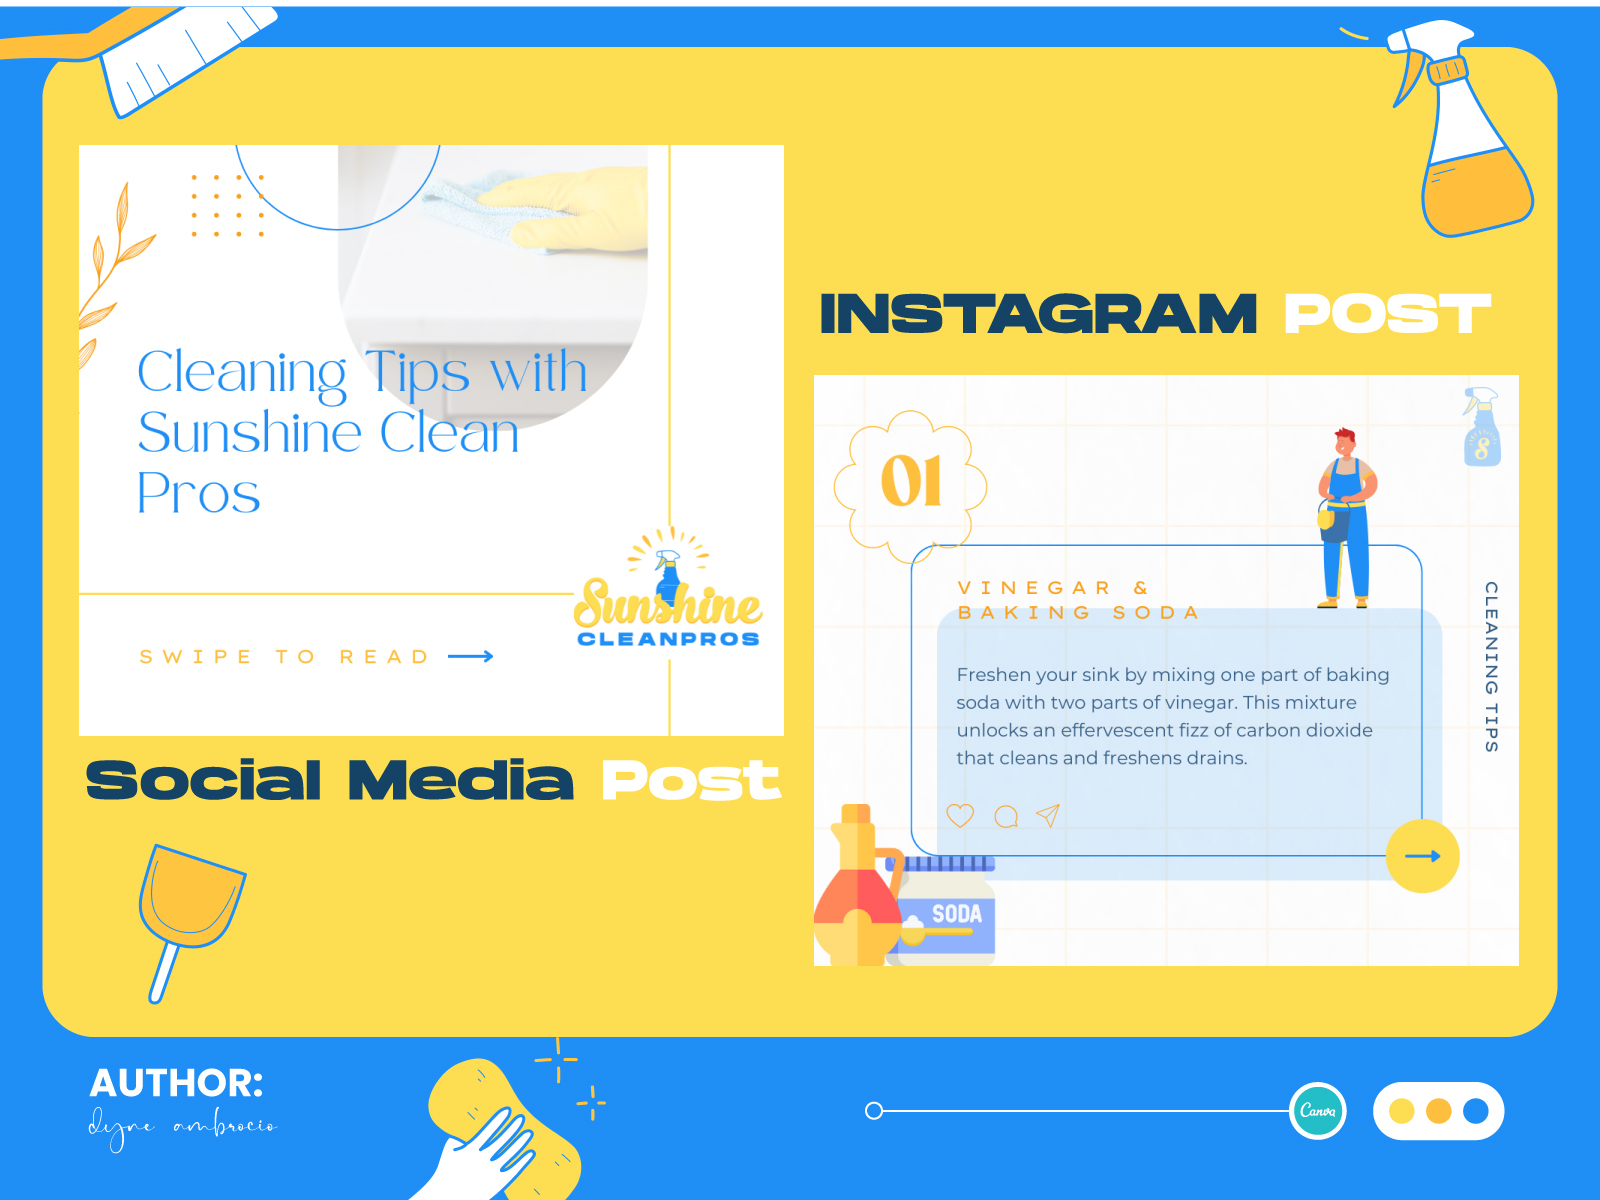 Cleaning Tips with
Sunshine Clean
Pros
Sunshine
CLEANPROS
SWIPE TO READ
Social Media Post
INSTAGRAM POST
01
S
VINEGAR &
BAKING SODA
Freshen your sink by mixing one part of baking
soda with two parts of vinegar. This mixture
unlocks an effervescent fizz of carbon dioxide
that cleans and freshens drains.
CLEANING TIPS
SODA
AUTHOR:
dyne ambrocio
Canva